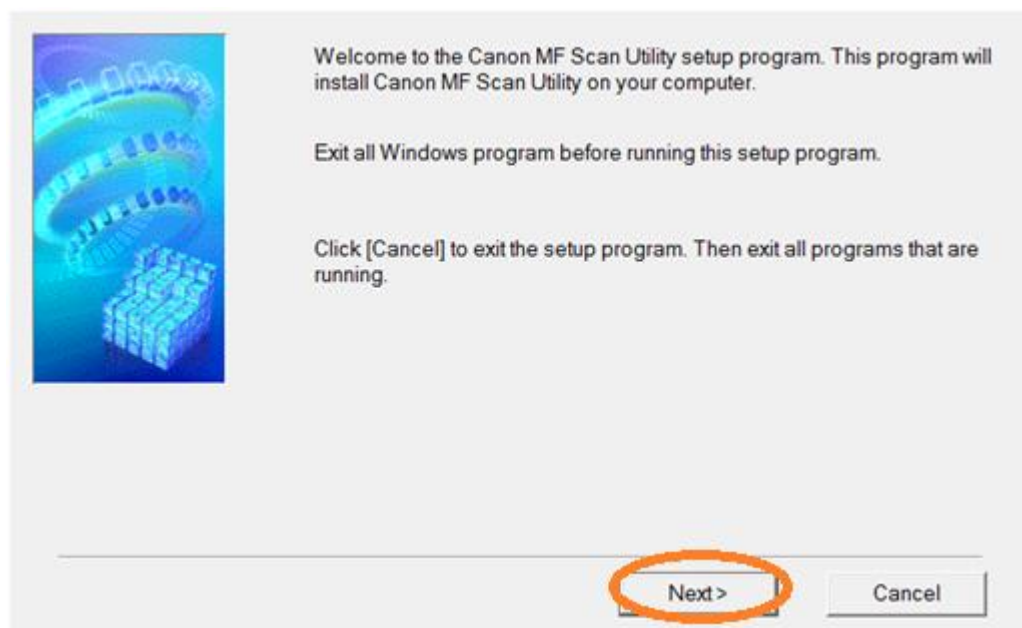 Welcome to the Canon MF Scan Utility setup program. This program will
install Canon MF Scan Utility on your computer.
Exit all Windows program before running this setup program.
Click [Cancel] to exit the setup program. Then exit all programs that are
running.
Next >
Cancel